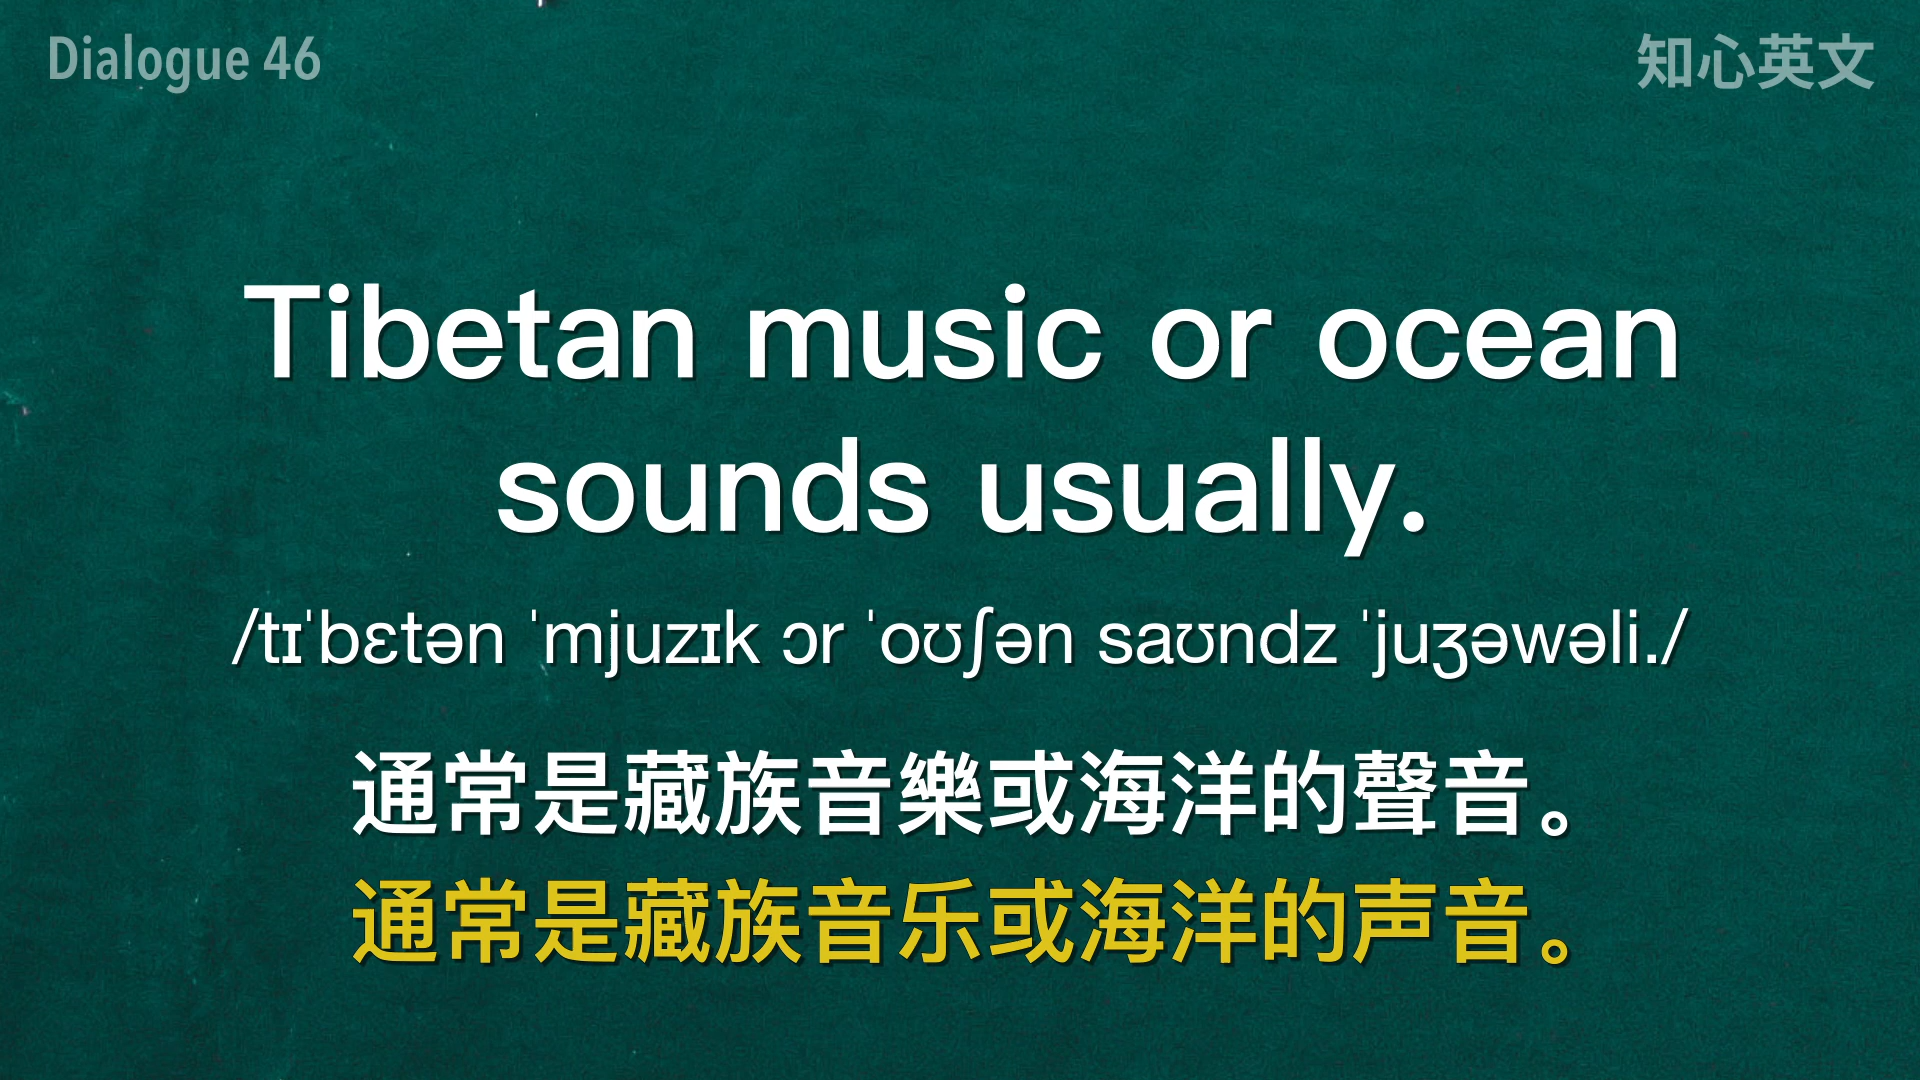 Dialogue 46
知心英文
Tibetan music or ocean
sounds usually.
/tɪˈbɛtən ˈmjuzɪk ɔr ˈoʊʃən saʊndz ˈjuʒəwəli./
通常是藏族音樂或海洋的聲音。
通常是藏族音乐或海洋的声音。